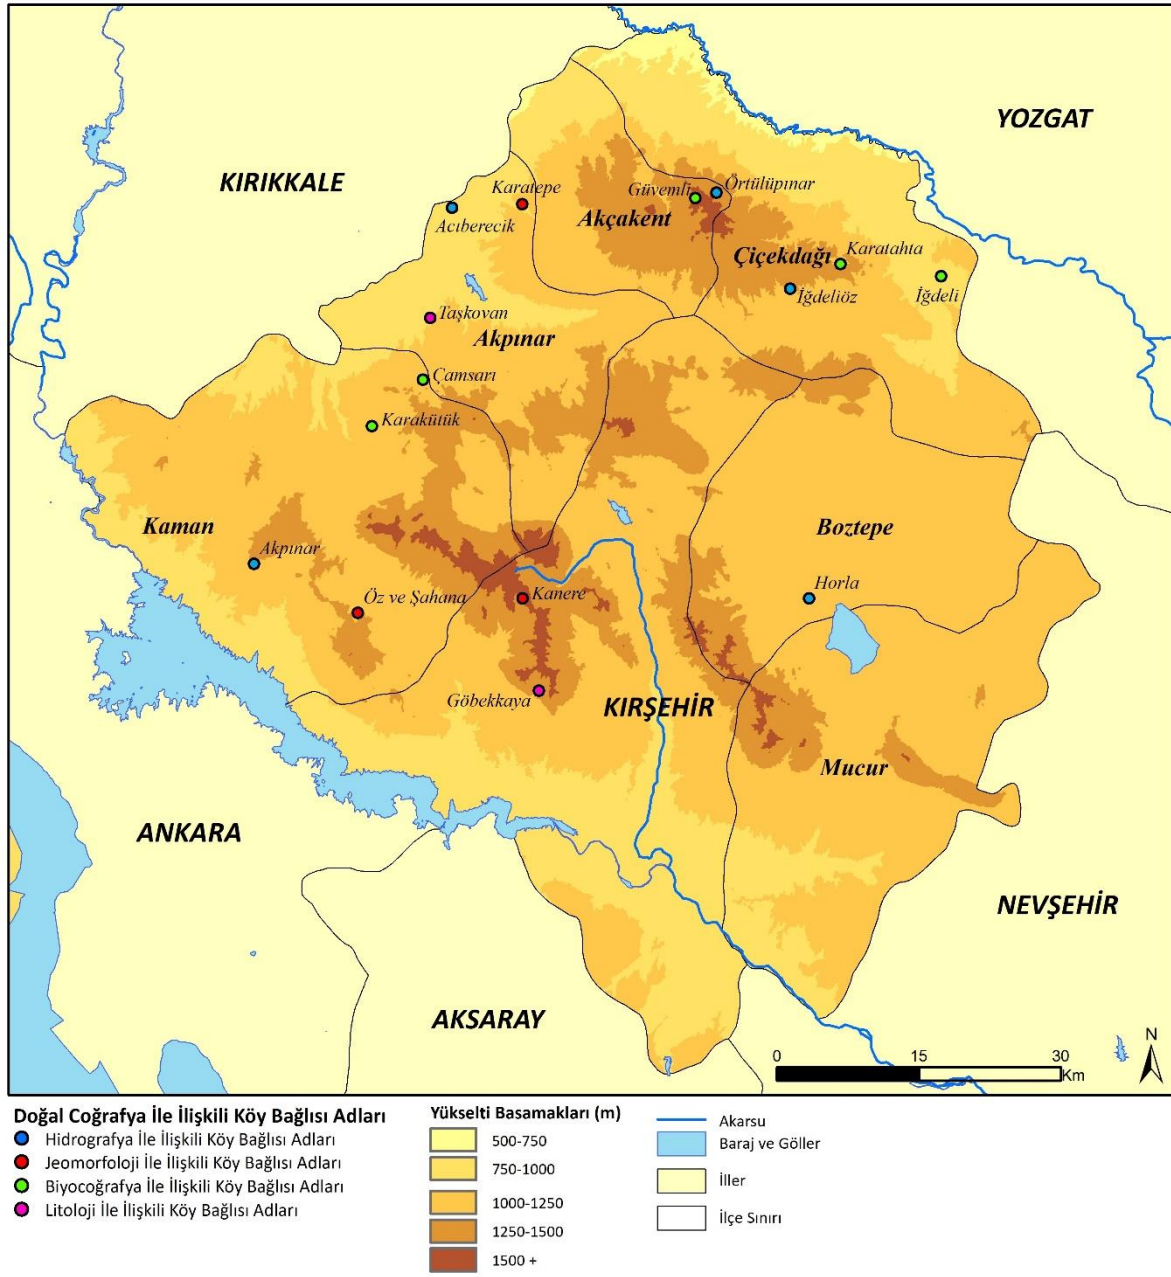 YOZGAT
KIRIKKALE
Karatepe
Güvemli
Örtülüpınar
Acıberecik
Akçakent
Çiçekdağı
Karatahta
İğdeliöz
İğdeli
Taşkovan
Akpınar
Çamsarı
Karakütük
Kaman
Boztepe
Akpınar
Öz ve Şahana
Kanere
Horla
Göbekkaya
KIRŞEHİR
Mucur
ANKARA
NEVŞEHİR
AKSARAY
N
0 15 30
Km
Doğal Coğrafya İle İlişkili Köy Bağlısı Adları
Hidrografya İle İlişkili Köy Bağlısı Adları
Jeomorfoloji İle İlişkili Köy Bağlısı Adları
Biyocoğrafya İle İlişkili Köy Bağlısı Adları
Litoloji İle İlişkili Köy Bağlısı Adları
Yükselti Basamakları (m)
500-750
750-1000
1000-1250
1250-1500
1500 +
Akarsu
Baraj ve Göller
İller
İlçe Sınırı